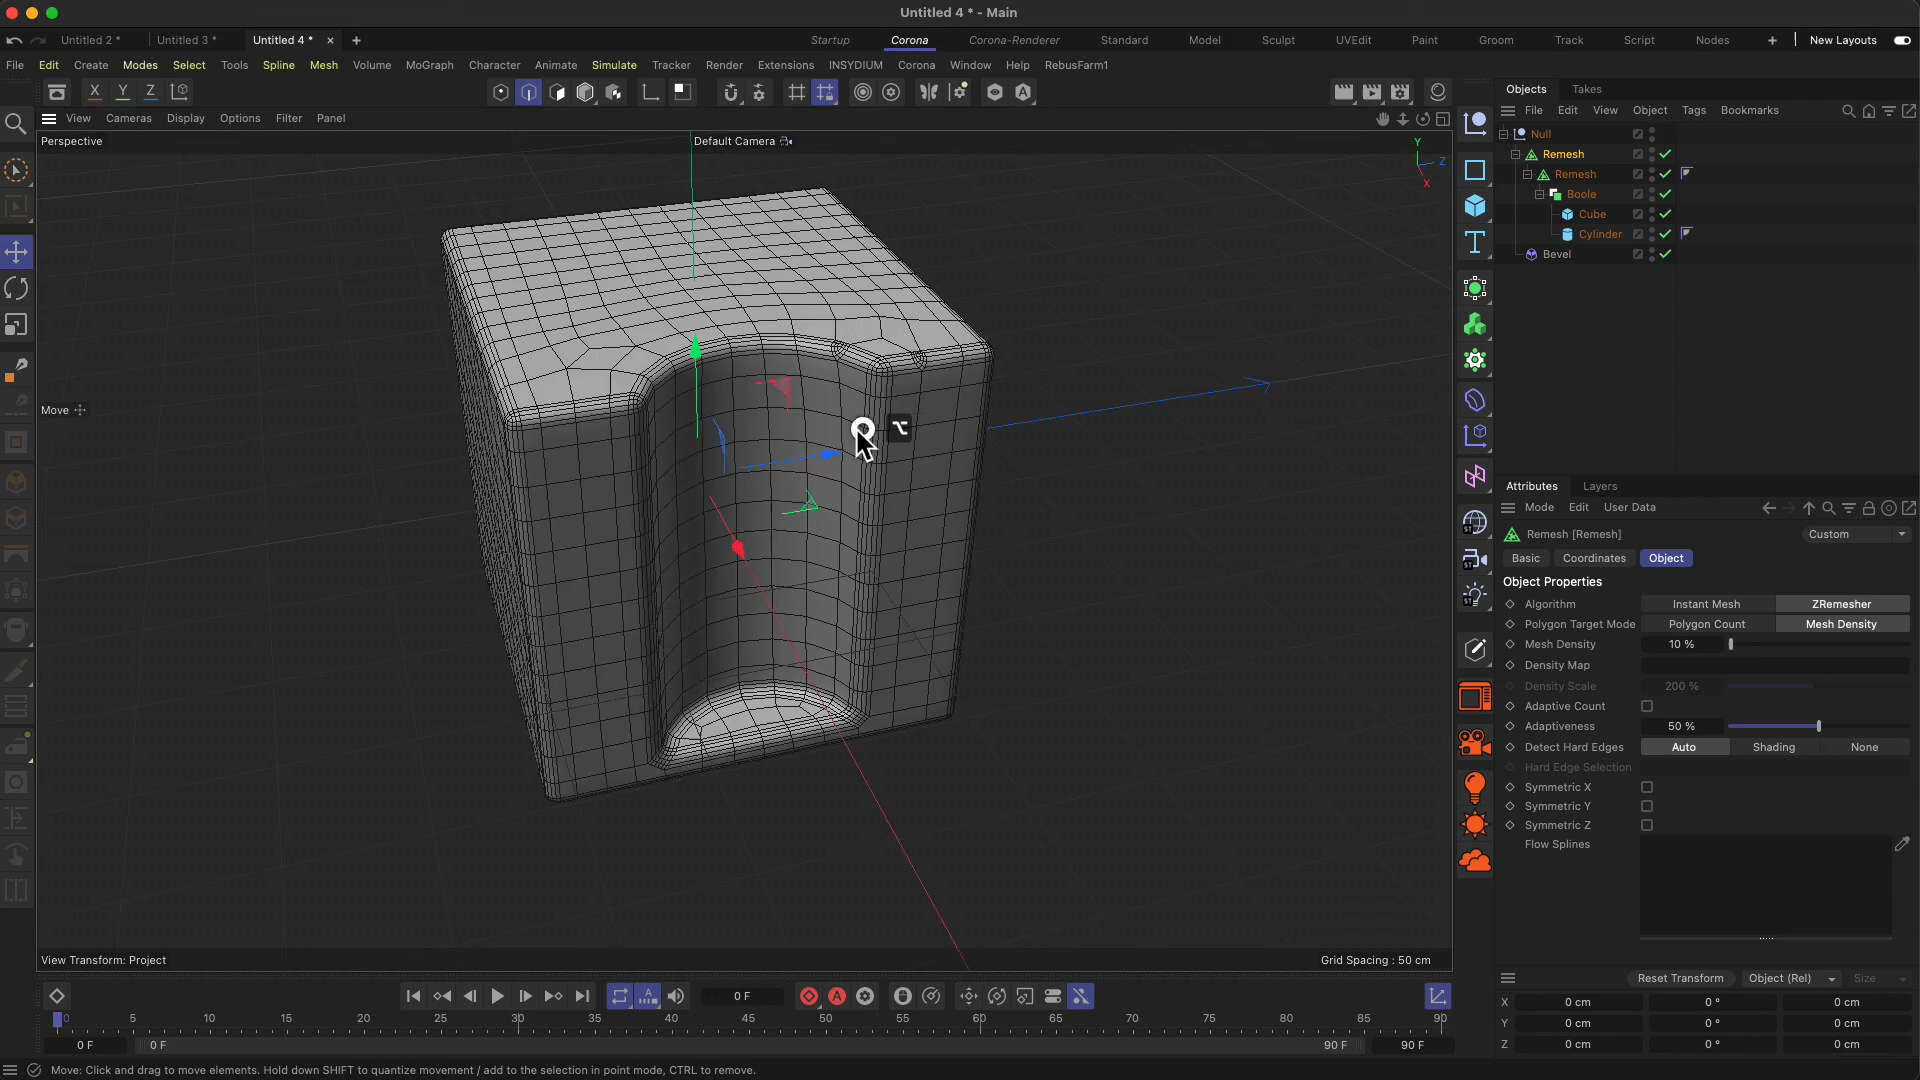 Untitled 4 * - Main
Untitled 2 *
Untitled 3 *
Untitled 4 *
Startup
Corona
Corona-Renderer
Standard
Model
Sculpt
UVEdit
Paint
Groom
Track
Script
Nodes
New Layouts
File Edit Create Modes Select Tools Spline Mesh Volume MoGraph Character Animate Simulate Tracker Render Extensions INSYDIUM Corona Window Help RebusFarm1
X Y Z
Objects Takes
File Edit View Object Tags Bookmarks
View Cameras Display Options Filter Panel
Perspective
Default Camera
Y
Z
X
Null
Remesh
Remesh
Boole
Cube
Cylinder
Bevel
Move
Attributes Layers
Mode Edit User Data
Remesh [Remesh]
Custom
Basic Coordinates Object
Object Properties
Algorithm Instant Mesh ZRemesher
Polygon Target Mode Polygon Count Mesh Density
Mesh Density 10 %
Density Map
Density Scale 200 %
Adaptive Count
Adaptiveness 50 %
Detect Hard Edges Auto Shading None
Hard Edge Selection
Symmetric X
Symmetric Y
Symmetric Z
Flow Splines
View Transform: Project
Grid Spacing : 50 cm
Reset Transform Object (Rel) Size
X 0 cm 0 ° 0 cm
Y 0 cm 0 ° 0 cm
Z 0 cm 0 ° 0 cm
0 F
0 5 10 15 20 25 30 35 40 45 50 55 60 65 70 75 80 85 90
0 F 0 F 90 F 90 F
Move: Click and drag to move elements. Hold down SHIFT to quantize movement / add to the selection in point mode, CTRL to remove.